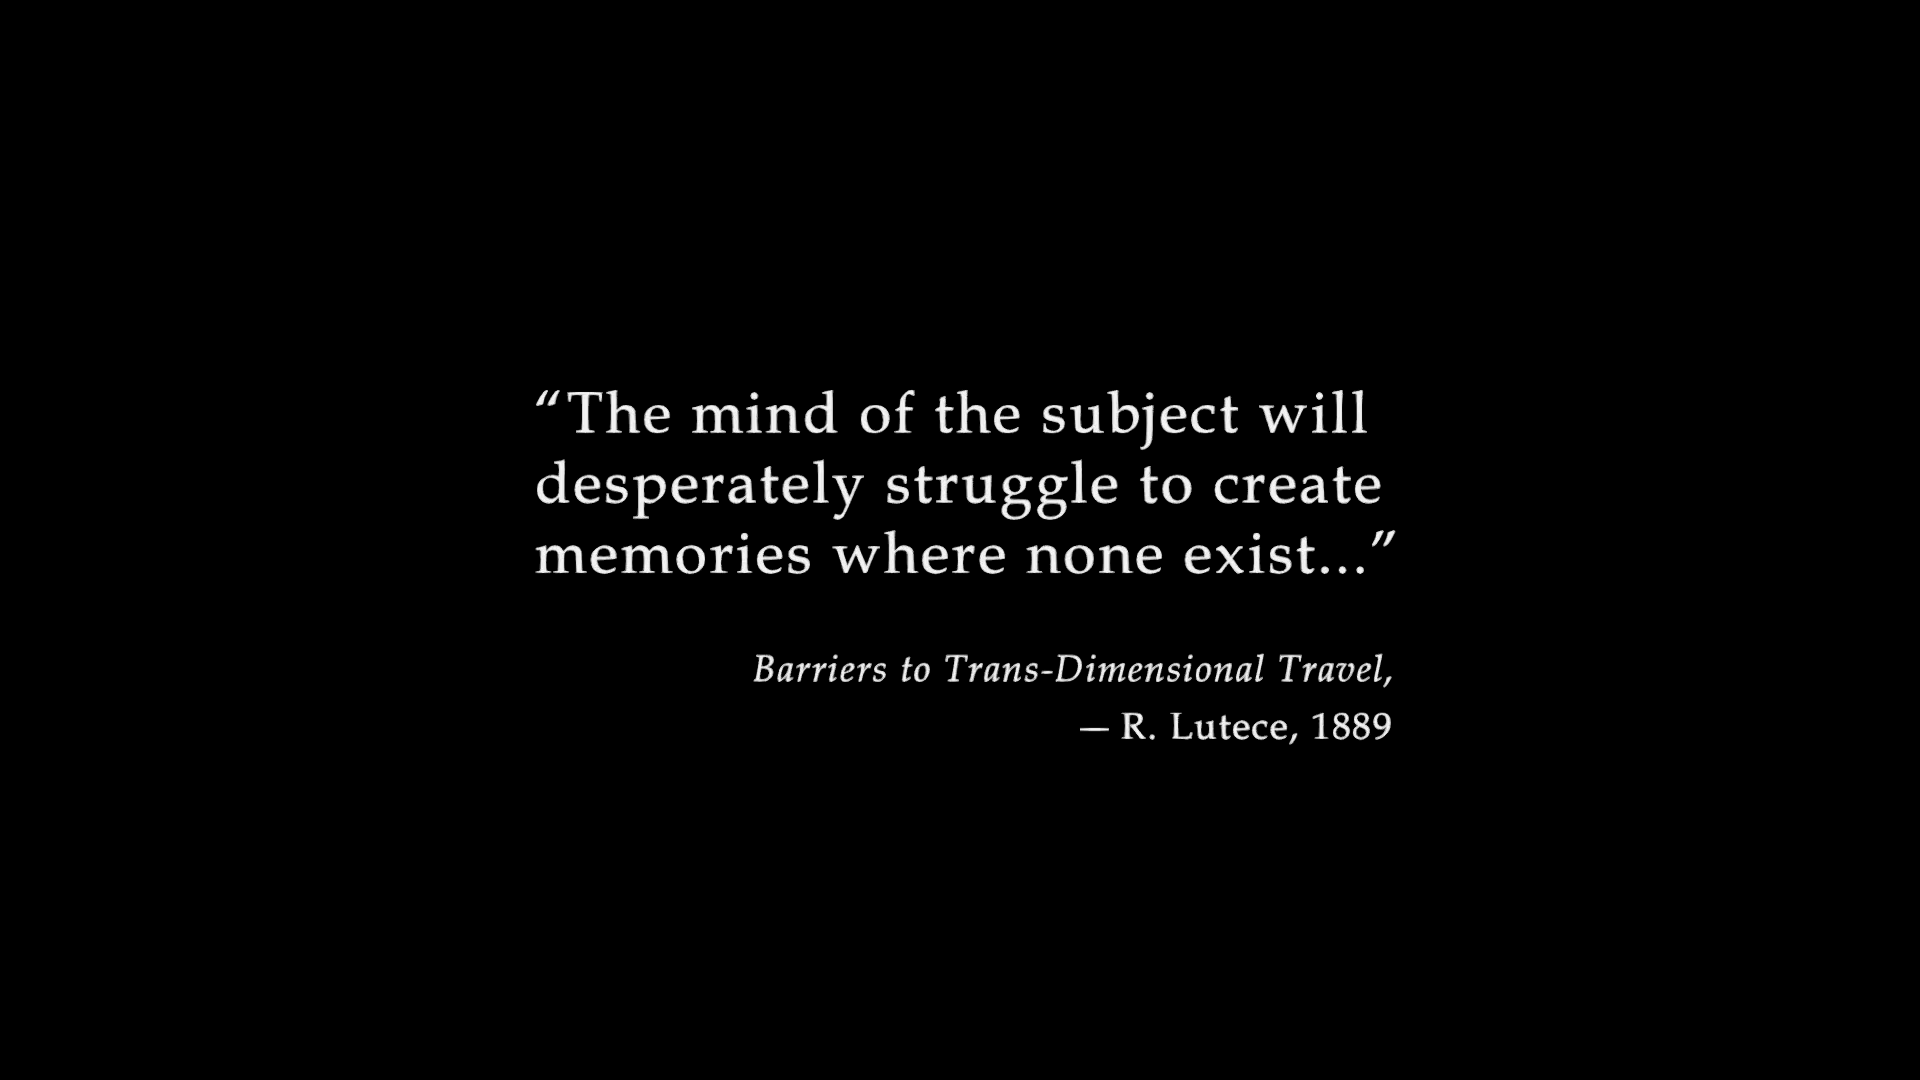 “The mind of the subject will
desperately struggle to create
memories where none exist...”
Barriers to Trans-Dimensional Travel,
— R. Lutece, 1889